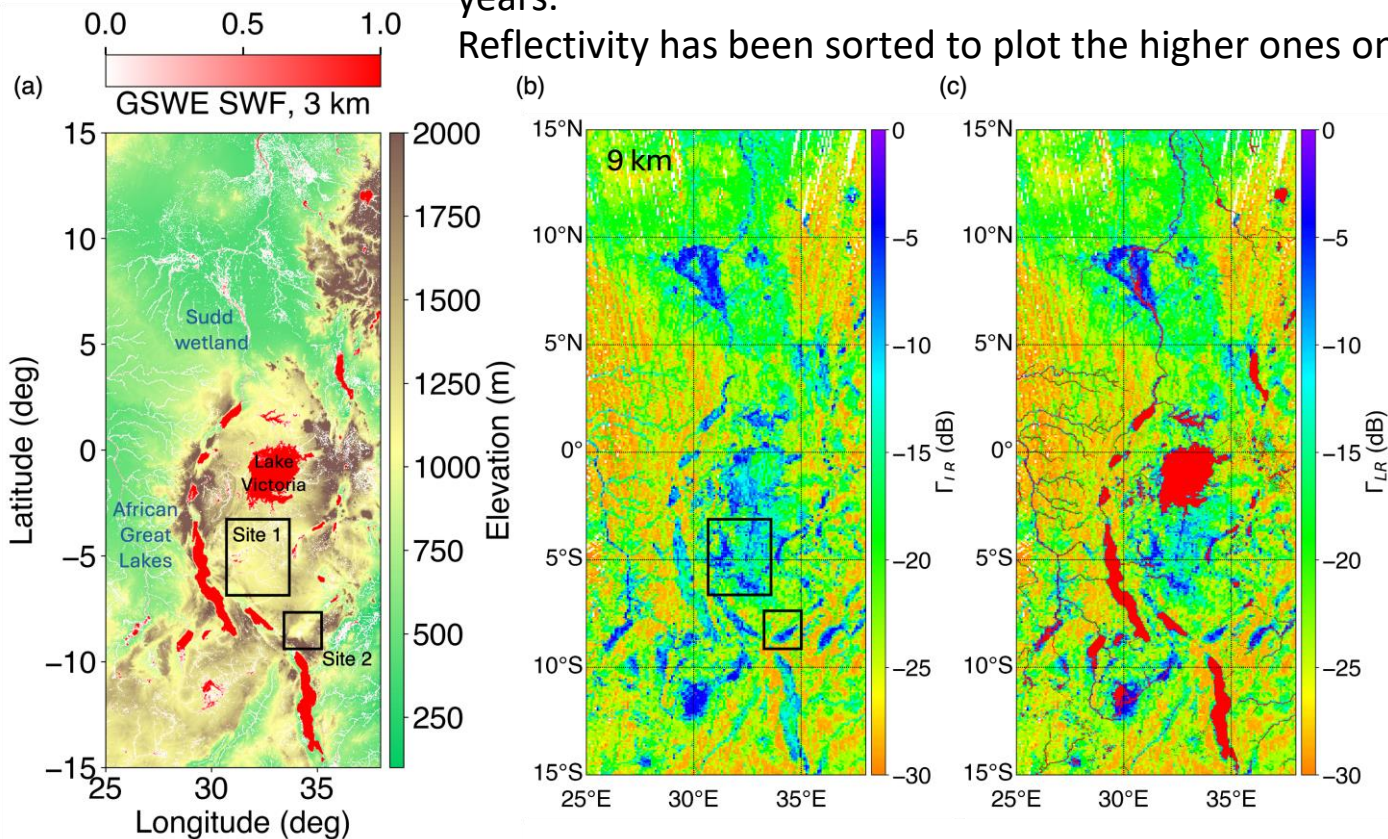 years.
Reflectivity has been sorted to plot the higher ones or
0.0 0.5 1.0
GSWE SWF, 3 km
(a)
15
10
5
0
−5
−10
−15
Latitude (deg)
25 30 35
Longitude (deg)
Sudd
wetland
Lake
Victoria
African
Great
Lakes
Site 1
Site 2
2000
1750
1500
1250
1000
750
500
250
Elevation (m)
(b)
9 km
15°N
10°N
5°N
0°
5°S
10°S
15°S
25°E 30°E 35°E
0
−5
−10
−15
−20
−25
−30
Γ_LR (dB)
(c)
15°N
10°N
5°N
0°
5°S
10°S
15°S
25°E 30°E 35°E
0
−5
−10
−15
−20
−25
−30
Γ_LR (dB)